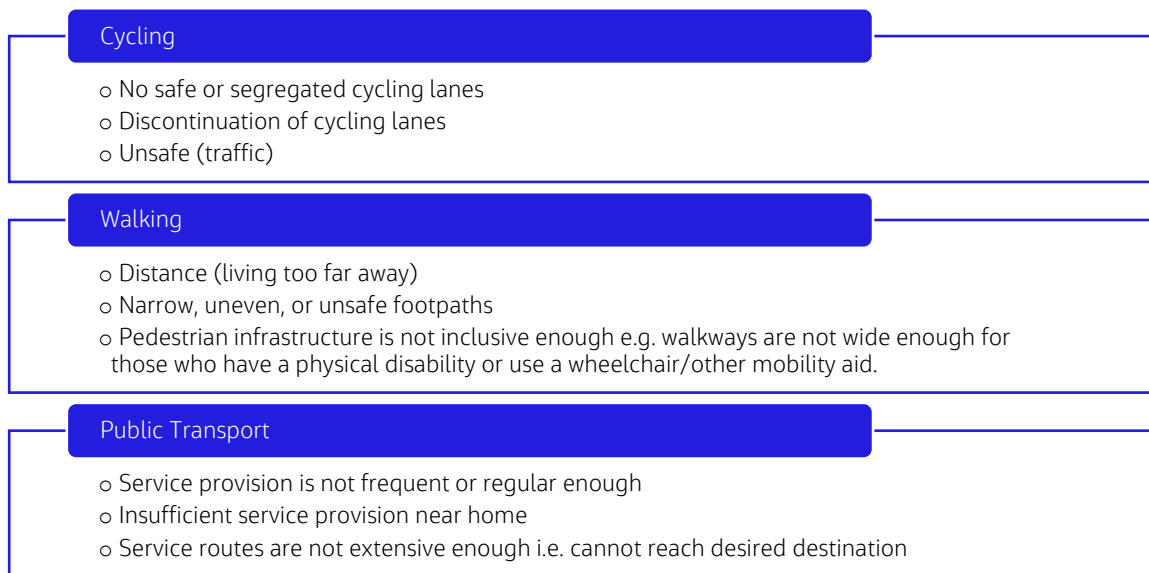 Cycling
o No safe or segregated cycling lanes
o Discontinuation of cycling lanes
o Unsafe (traffic)
Walking
o Distance (living too far away)
o Narrow, uneven, or unsafe footpaths
o Pedestrian infrastructure is not inclusive enough e.g. walkways are not wide enough for
those who have a physical disability or use a wheelchair/other mobility aid.
Public Transport
o Service provision is not frequent or regular enough
o Insufficient service provision near home
o Service routes are not extensive enough i.e. cannot reach desired destination